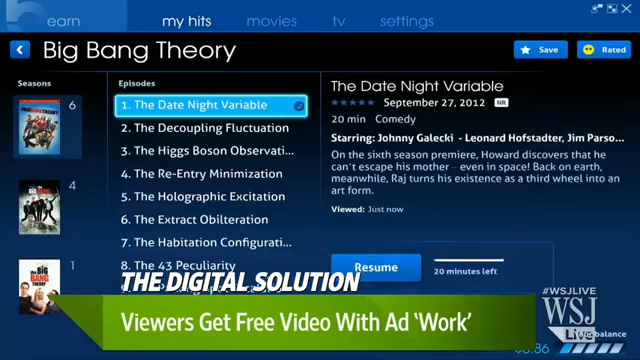 earn my hits movies tv settings
Big Bang Theory
Save
Rated
Seasons
6
4
1
Episodes
1. The Date Night Variable
2. The Decoupling Fluctuation
3. The Higgs Boson Observati...
4. The Re-Entry Minimization
5. The Holographic Excitation
6. The Extract Obliteration
7. The Habitation Configurati...
8. The 43 Peculiarity
The Date Night Variable
September 27, 2012 NR
20 min Comedy
Starring: Johnny Galecki - Leonard Hofstadter, Jim Parso...
On the sixth season premiere, Howard discovers that he
can't escape his mother – even in space! Back on earth,
meanwhile, Raj turns his existence as a third wheel into an
art form.
Viewed: Just now
Resume
20 minutes left
THE DIGITAL SOLUTION
Viewers Get Free Video With Ad 'Work'
#WSJLIVE
WSJ
LIVE
balance